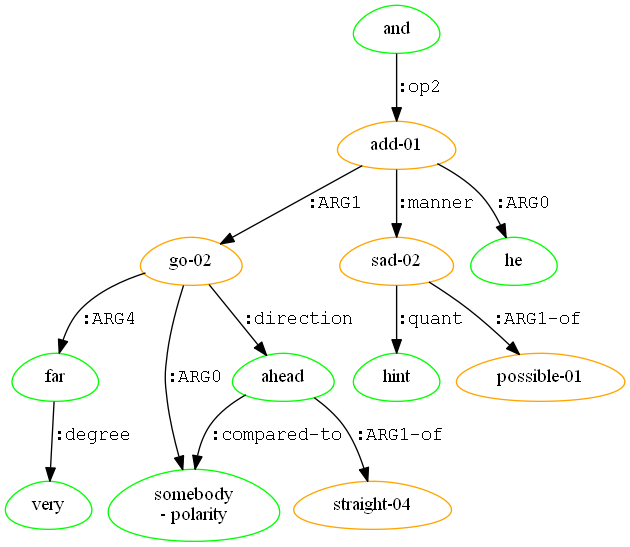 and
:op2
add-01
:ARG1
:manner
:ARG0
go-02
sad-02
he
:ARG4
:ARG0
:direction
:quant
:ARG1-of
far
ahead
hint
possible-01
:degree
:compared-to
:ARG1-of
very
somebody
- polarity
straight-04